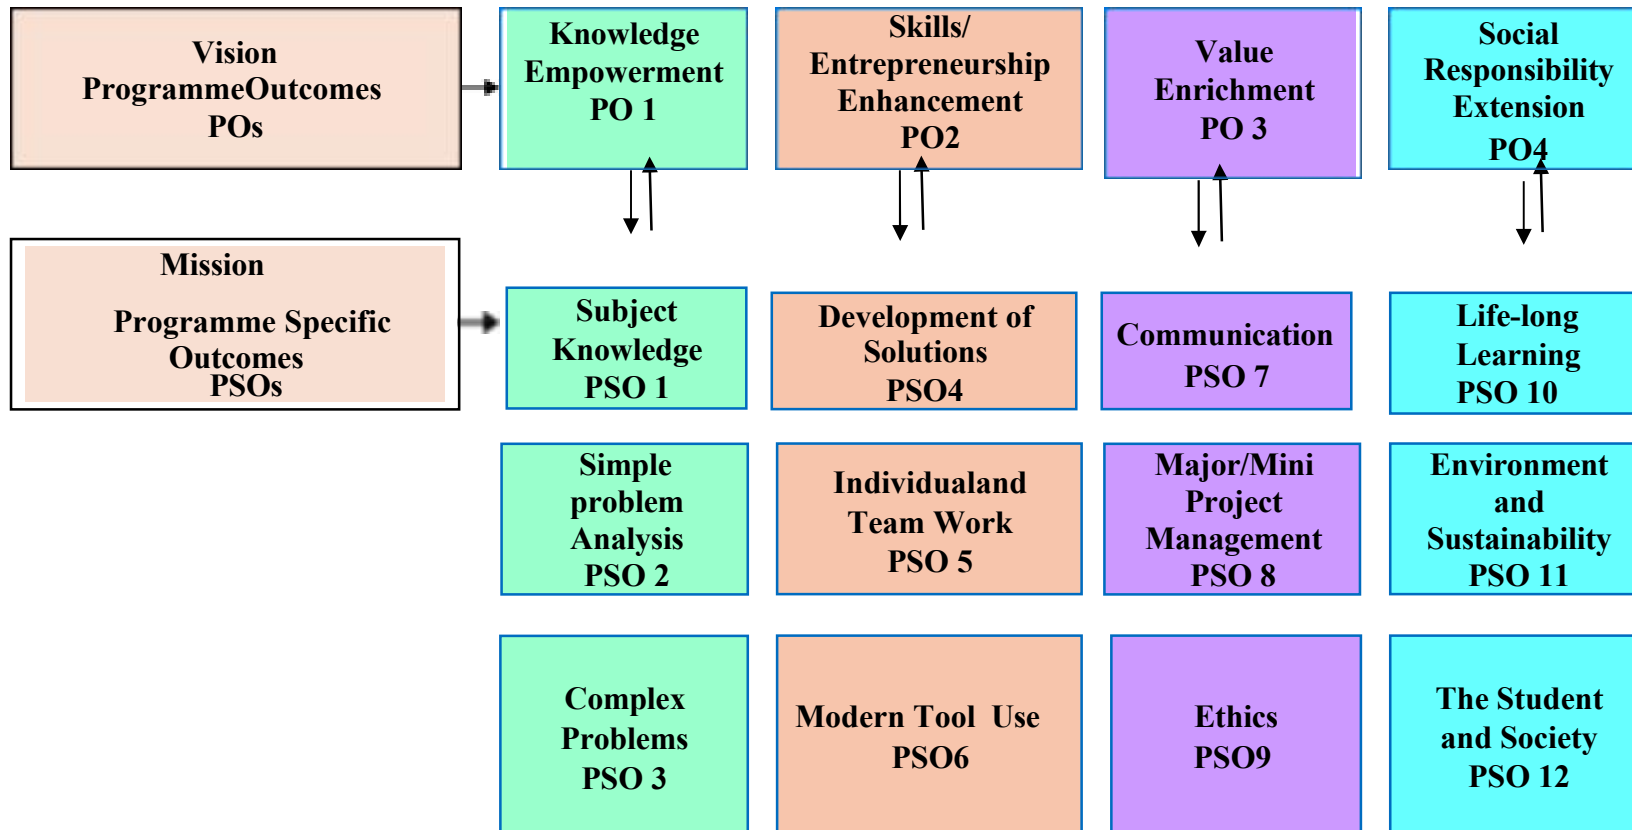 Vision
ProgrammeOutcomes
POs
Knowledge
Empowerment
PO 1
Skills/
Entrepreneurship
Enhancement
PO2
Value
Enrichment
PO 3
Social
Responsibility
Extension
PO4
Mission
Programme Specific
Outcomes
PSOs
Subject
Knowledge
PSO 1
Development of
Solutions
PSO4
Communication
PSO 7
Life-long
Learning
PSO 10
Simple
problem
Analysis
PSO 2
Individualand
Team Work
PSO 5
Major/Mini
Project
Management
PSO 8
Environment
and
Sustainability
PSO 11
Complex
Problems
PSO 3
Modern Tool  Use
PSO6
Ethics
PSO9
The Student
and Society
PSO 12